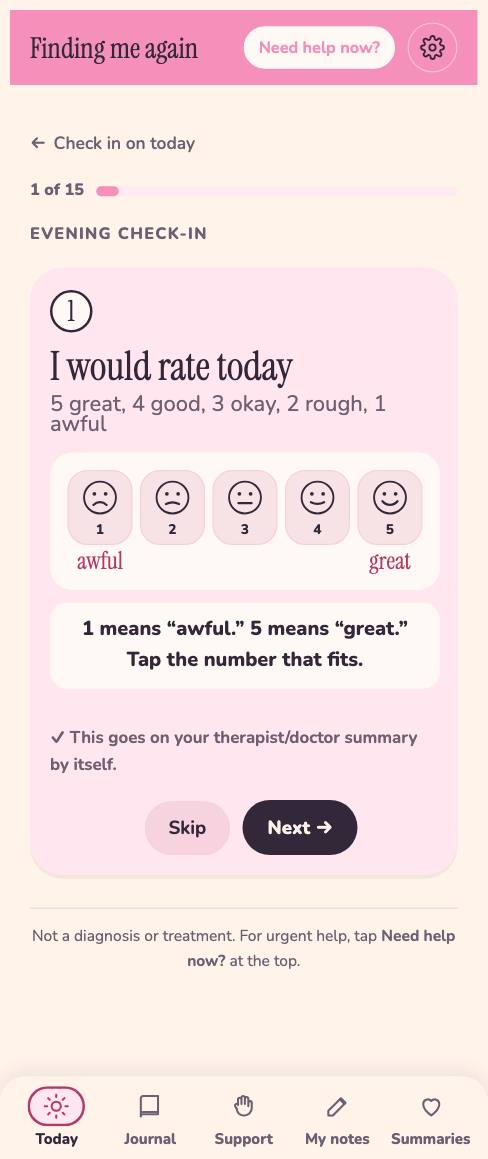 Finding me again
Need help now?
← Check in on today
1 of 15
EVENING CHECK-IN
1
I would rate today
5 great, 4 good, 3 okay, 2 rough, 1
awful
1 2 3 4 5
awful great
1 means “awful.” 5 means “great.”
Tap the number that fits.
✓ This goes on your therapist/doctor summary
by itself.
Skip Next →
Not a diagnosis or treatment. For urgent help, tap Need help
now? at the top.
Today Journal Support My notes Summaries